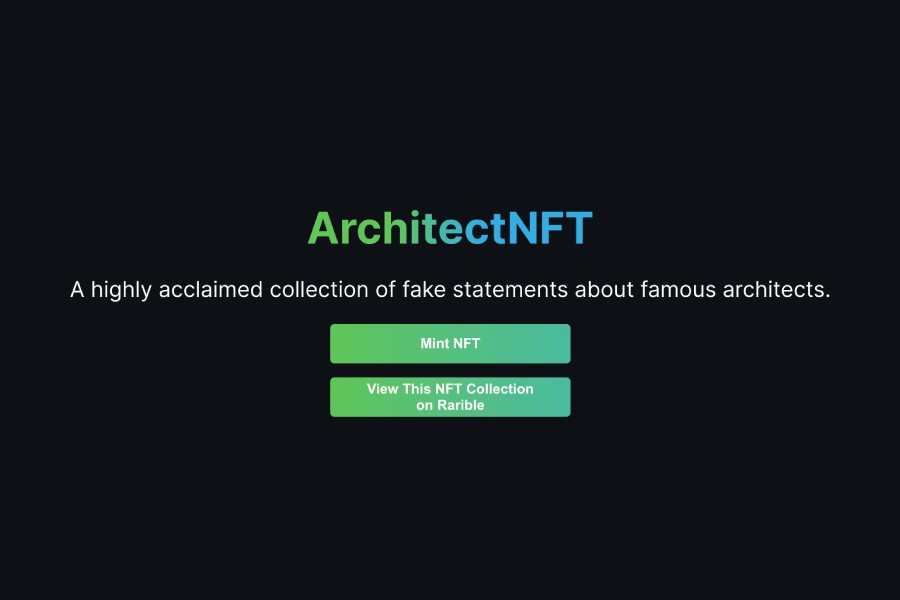 ArchitectNFT
A highly acclaimed collection of fake statements about famous architects.
Mint NFT
View This NFT Collection
on Rarible